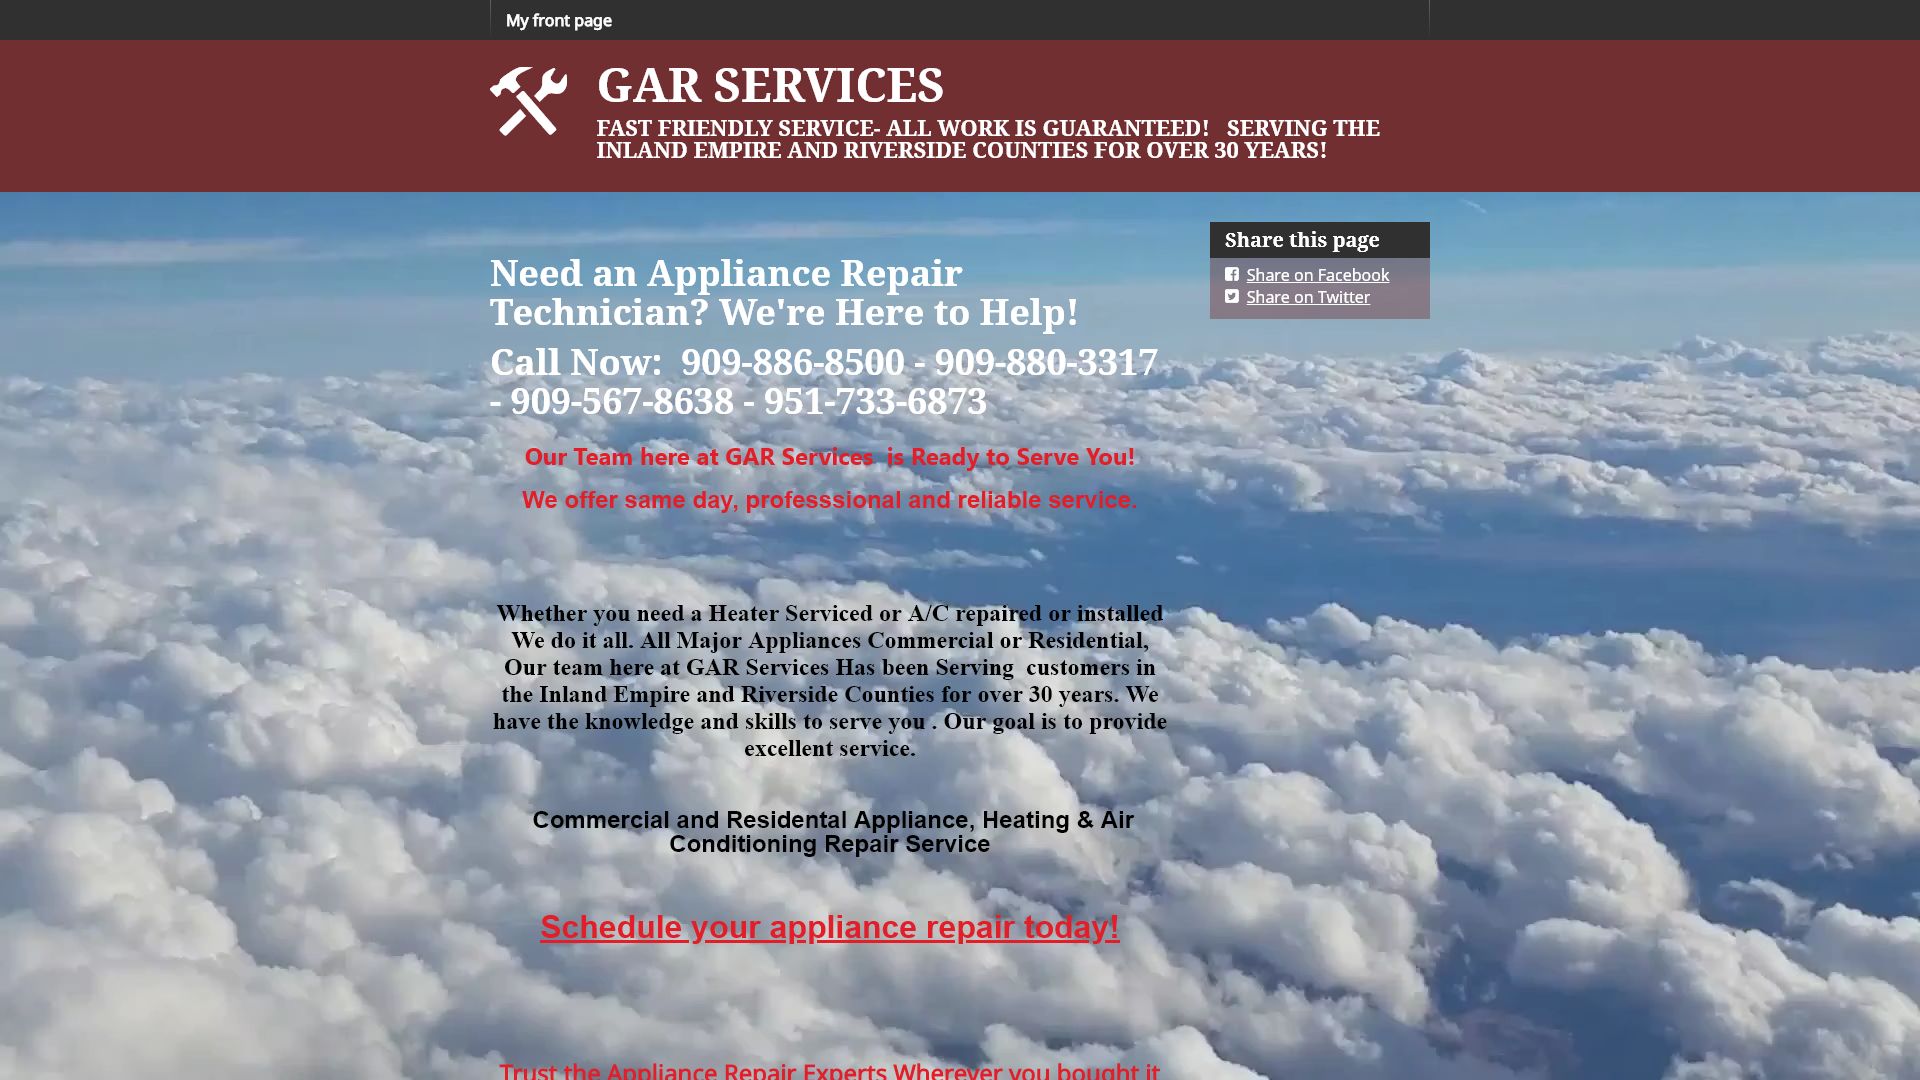 My front page
GAR SERVICES
FAST FRIENDLY SERVICE- ALL WORK IS GUARANTEED!   SERVING THE
INLAND EMPIRE AND RIVERSIDE COUNTIES FOR OVER 30 YEARS!
Share this page
Share on Facebook
Share on Twitter
Need an Appliance Repair
Technician? We're Here to Help!
Call Now:  909-886-8500 - 909-880-3317
- 909-567-8638 - 951-733-6873
Our Team here at GAR Services  is Ready to Serve You!
We offer same day, professsional and reliable service.
Whether you need a Heater Serviced or A/C repaired or installed
We do it all. All Major Appliances Commercial or Residential,
Our team here at GAR Services Has been Serving  customers in
the Inland Empire and Riverside Counties for over 30 years. We
have the knowledge and skills to serve you . Our goal is to provide
excellent service.
Commercial and Residental Appliance, Heating & Air
Conditioning Repair Service
Schedule your appliance repair today!
Trust the Appliance Repair Experts Wherever you bought it